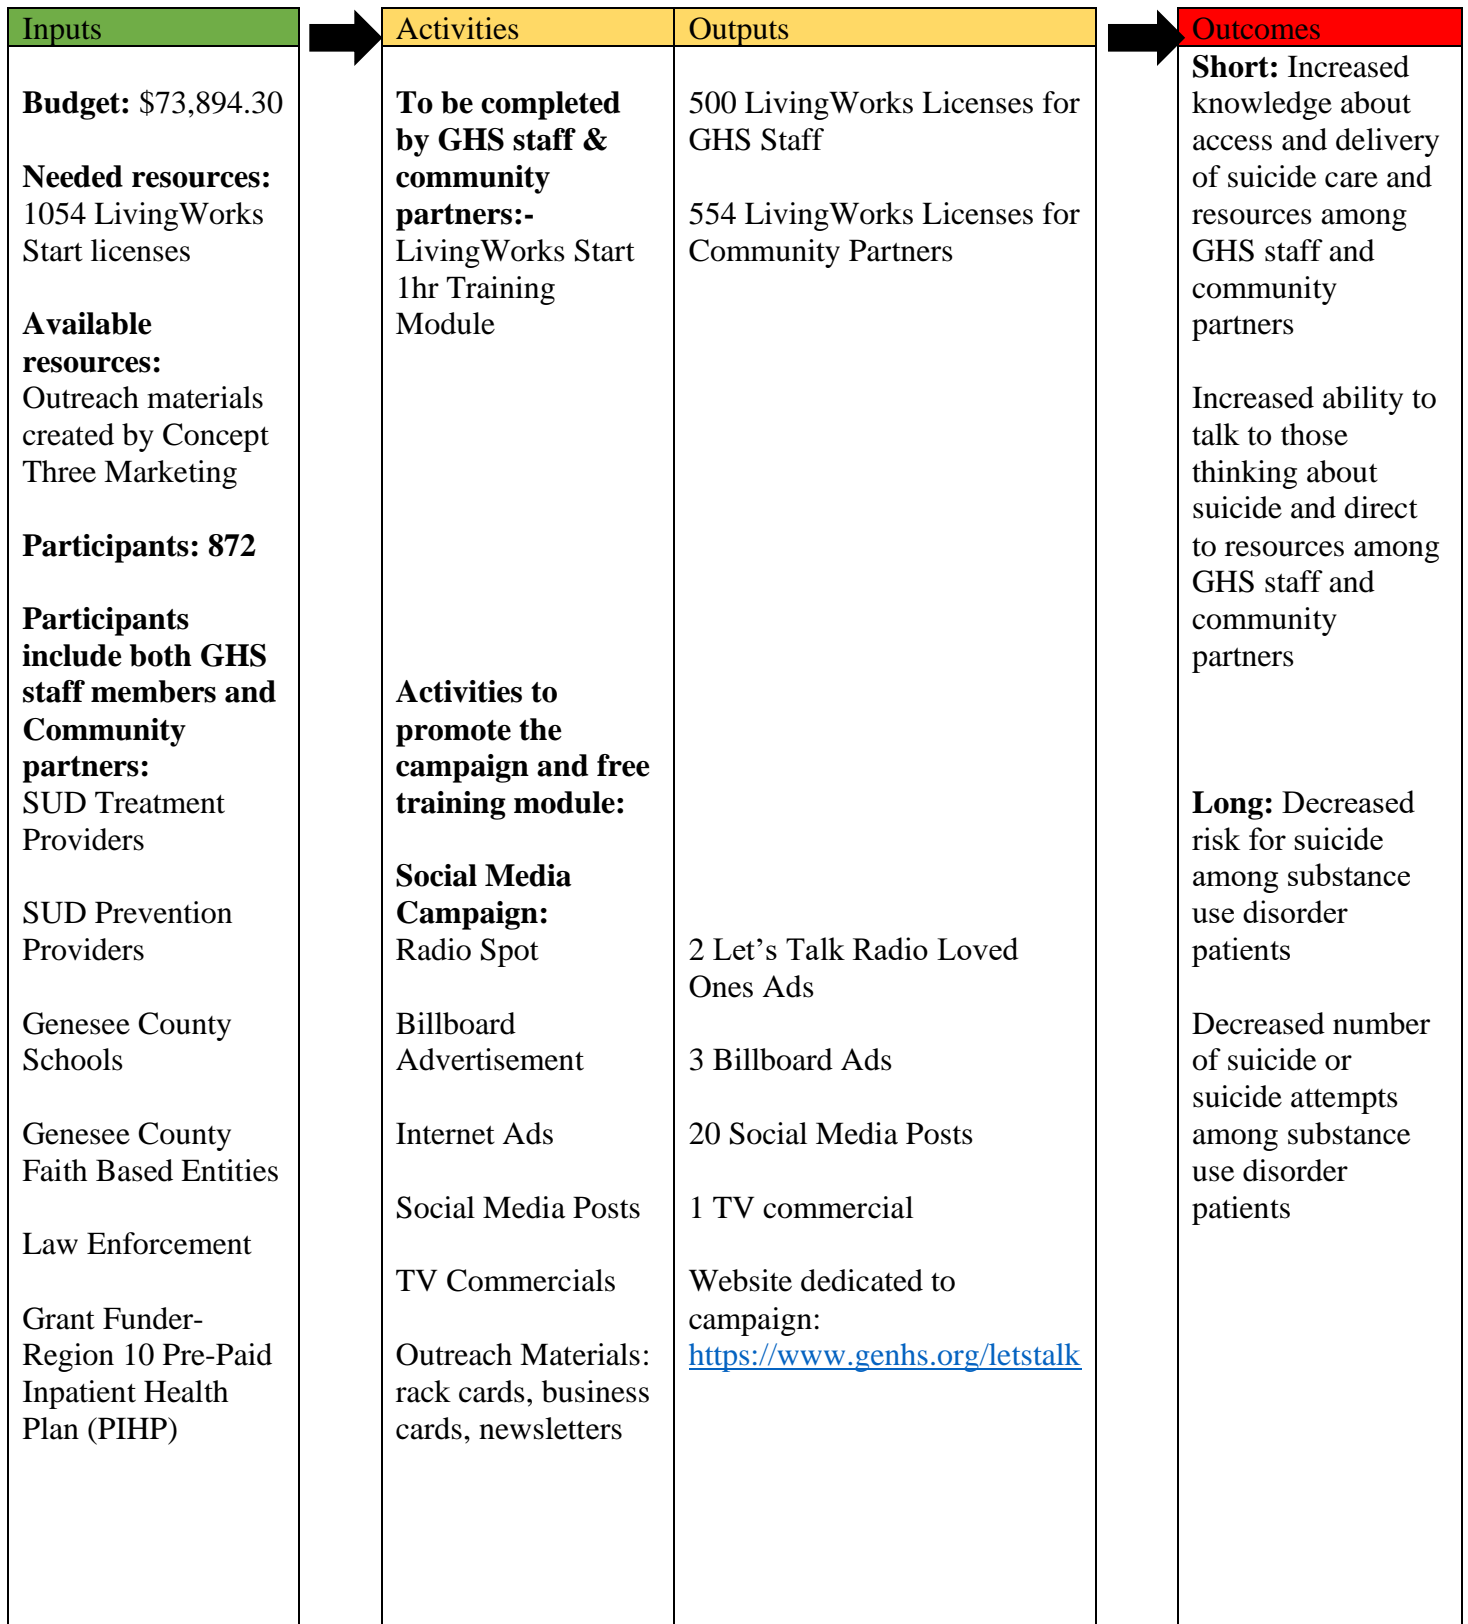 Inputs
Budget: $73,894.30
Needed resources:
1054 LivingWorks
Start licenses
Available
resources:
Outreach materials
created by Concept
Three Marketing
Participants: 872
Participants
include both GHS
staff members and
Community
partners:
SUD Treatment
Providers
SUD Prevention
Providers
Genesee County
Schools
Genesee County
Faith Based Entities
Law Enforcement
Grant Funder-
Region 10 Pre-Paid
Inpatient Health
Plan (PIHP)
Activities
To be completed
by GHS staff &
community
partners:-
LivingWorks Start
1hr Training
Module
Activities to
promote the
campaign and free
training module:
Social Media
Campaign:
Radio Spot
Billboard
Advertisement
Internet Ads
Social Media Posts
TV Commercials
Outreach Materials:
rack cards, business
cards, newsletters
Outputs
500 LivingWorks Licenses for
GHS Staff
554 LivingWorks Licenses for
Community Partners
2 Let’s Talk Radio Loved
Ones Ads
3 Billboard Ads
20 Social Media Posts
1 TV commercial
Website dedicated to
campaign:
https://www.genhs.org/letstalk
Outcomes
Short: Increased
knowledge about
access and delivery
of suicide care and
resources among
GHS staff and
community
partners
Increased ability to
talk to those
thinking about
suicide and direct
to resources among
GHS staff and
community
partners
Long: Decreased
risk for suicide
among substance
use disorder
patients
Decreased number
of suicide or
suicide attempts
among substance
use disorder
patients